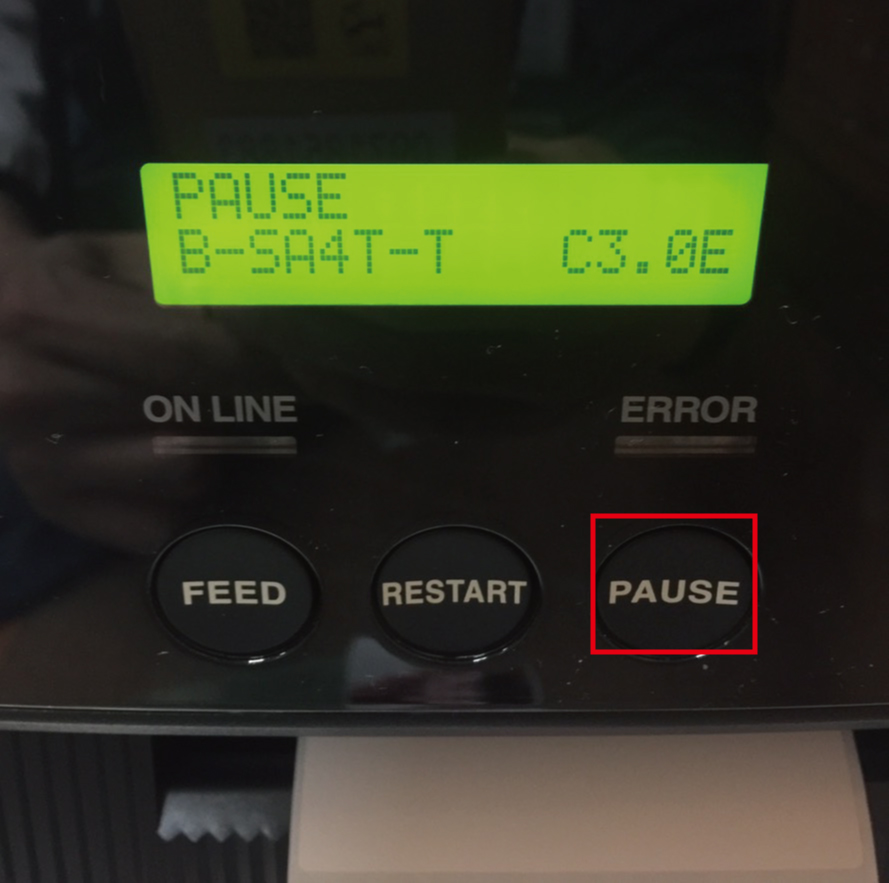 PAUSE
B-SA4T-T C3.0E
ON LINE ERROR
FEED RESTART PAUSE